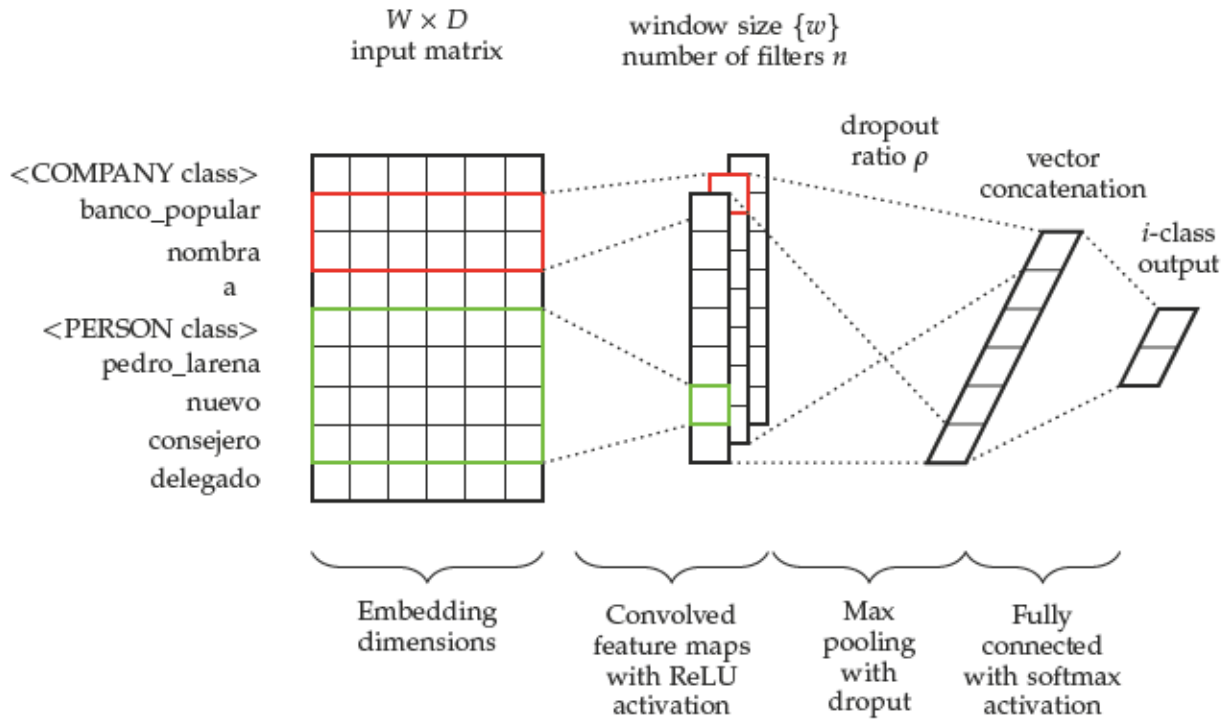 W × D
input matrix
window size {w}
number of filters n
dropout
ratio ρ
vector
concatenation
i-class
output
<COMPANY class>
banco_popular
nombra
a
<PERSON class>
pedro_larena
nuevo
consejero
delegado
Embedding
dimensions
Convolved
feature maps
with ReLU
activation
Max
pooling
with
droput
Fully
connected
with softmax
activation